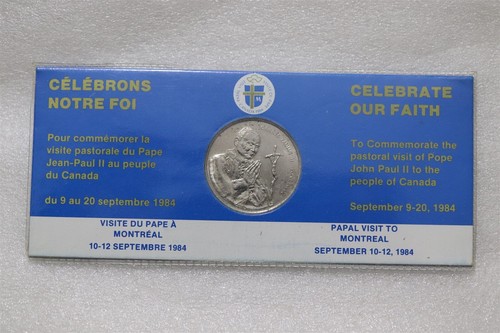 CÉLÉBRONS
NOTRE FOI
Pour commémorer la
visite pastorale du Pape
Jean-Paul II au peuple
du Canada
du 9 au 20 septembre 1984
VISITE DU PAPE À
MONTRÉAL
10-12 SEPTEMBRE 1984
CELEBRATE
OUR FAITH
To Commemorate the
pastoral visit of Pope
John Paul II to the
people of Canada
September 9-20, 1984
PAPAL VISIT TO
MONTREAL
SEPTEMBER 10-12, 1984